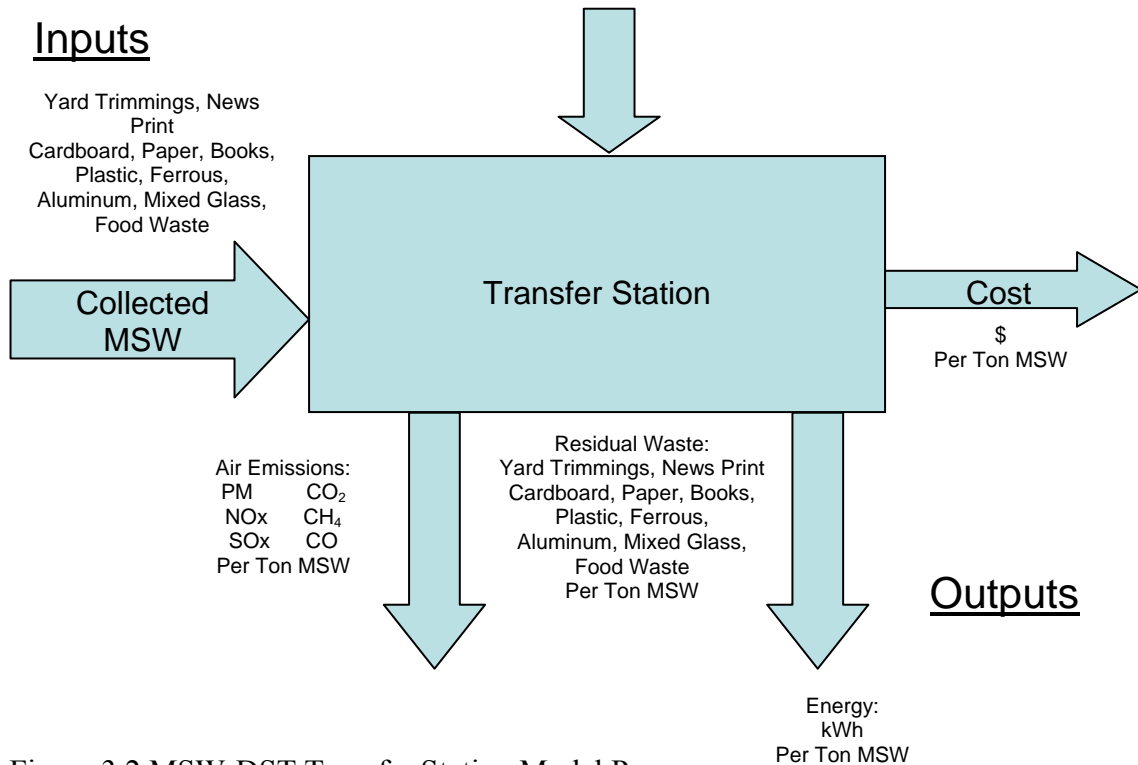 Inputs
Yard Trimmings, News
Print
Cardboard, Paper, Books,
Plastic, Ferrous,
Aluminum, Mixed Glass,
Food Waste
Collected
MSW
Transfer Station
Cost
$
Per Ton MSW
Air Emissions:
PM CO₂
NOx CH₄
SOx CO
Per Ton MSW
Residual Waste:
Yard Trimmings, News Print
Cardboard, Paper, Books,
Plastic, Ferrous,
Aluminum, Mixed Glass,
Food Waste
Per Ton MSW
Outputs
Energy:
kWh
Per Ton MSW